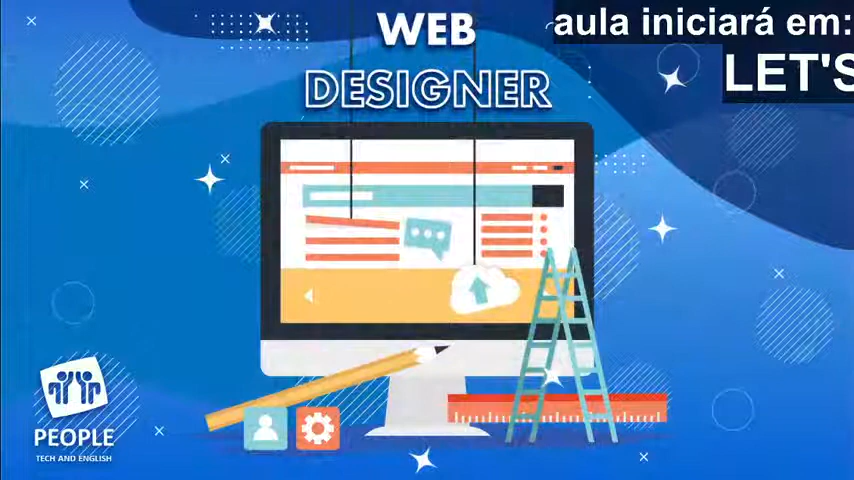 WEB
DESIGNER
aula iniciará em:
LET'S
PEOPLE
TECH AND ENGLISH